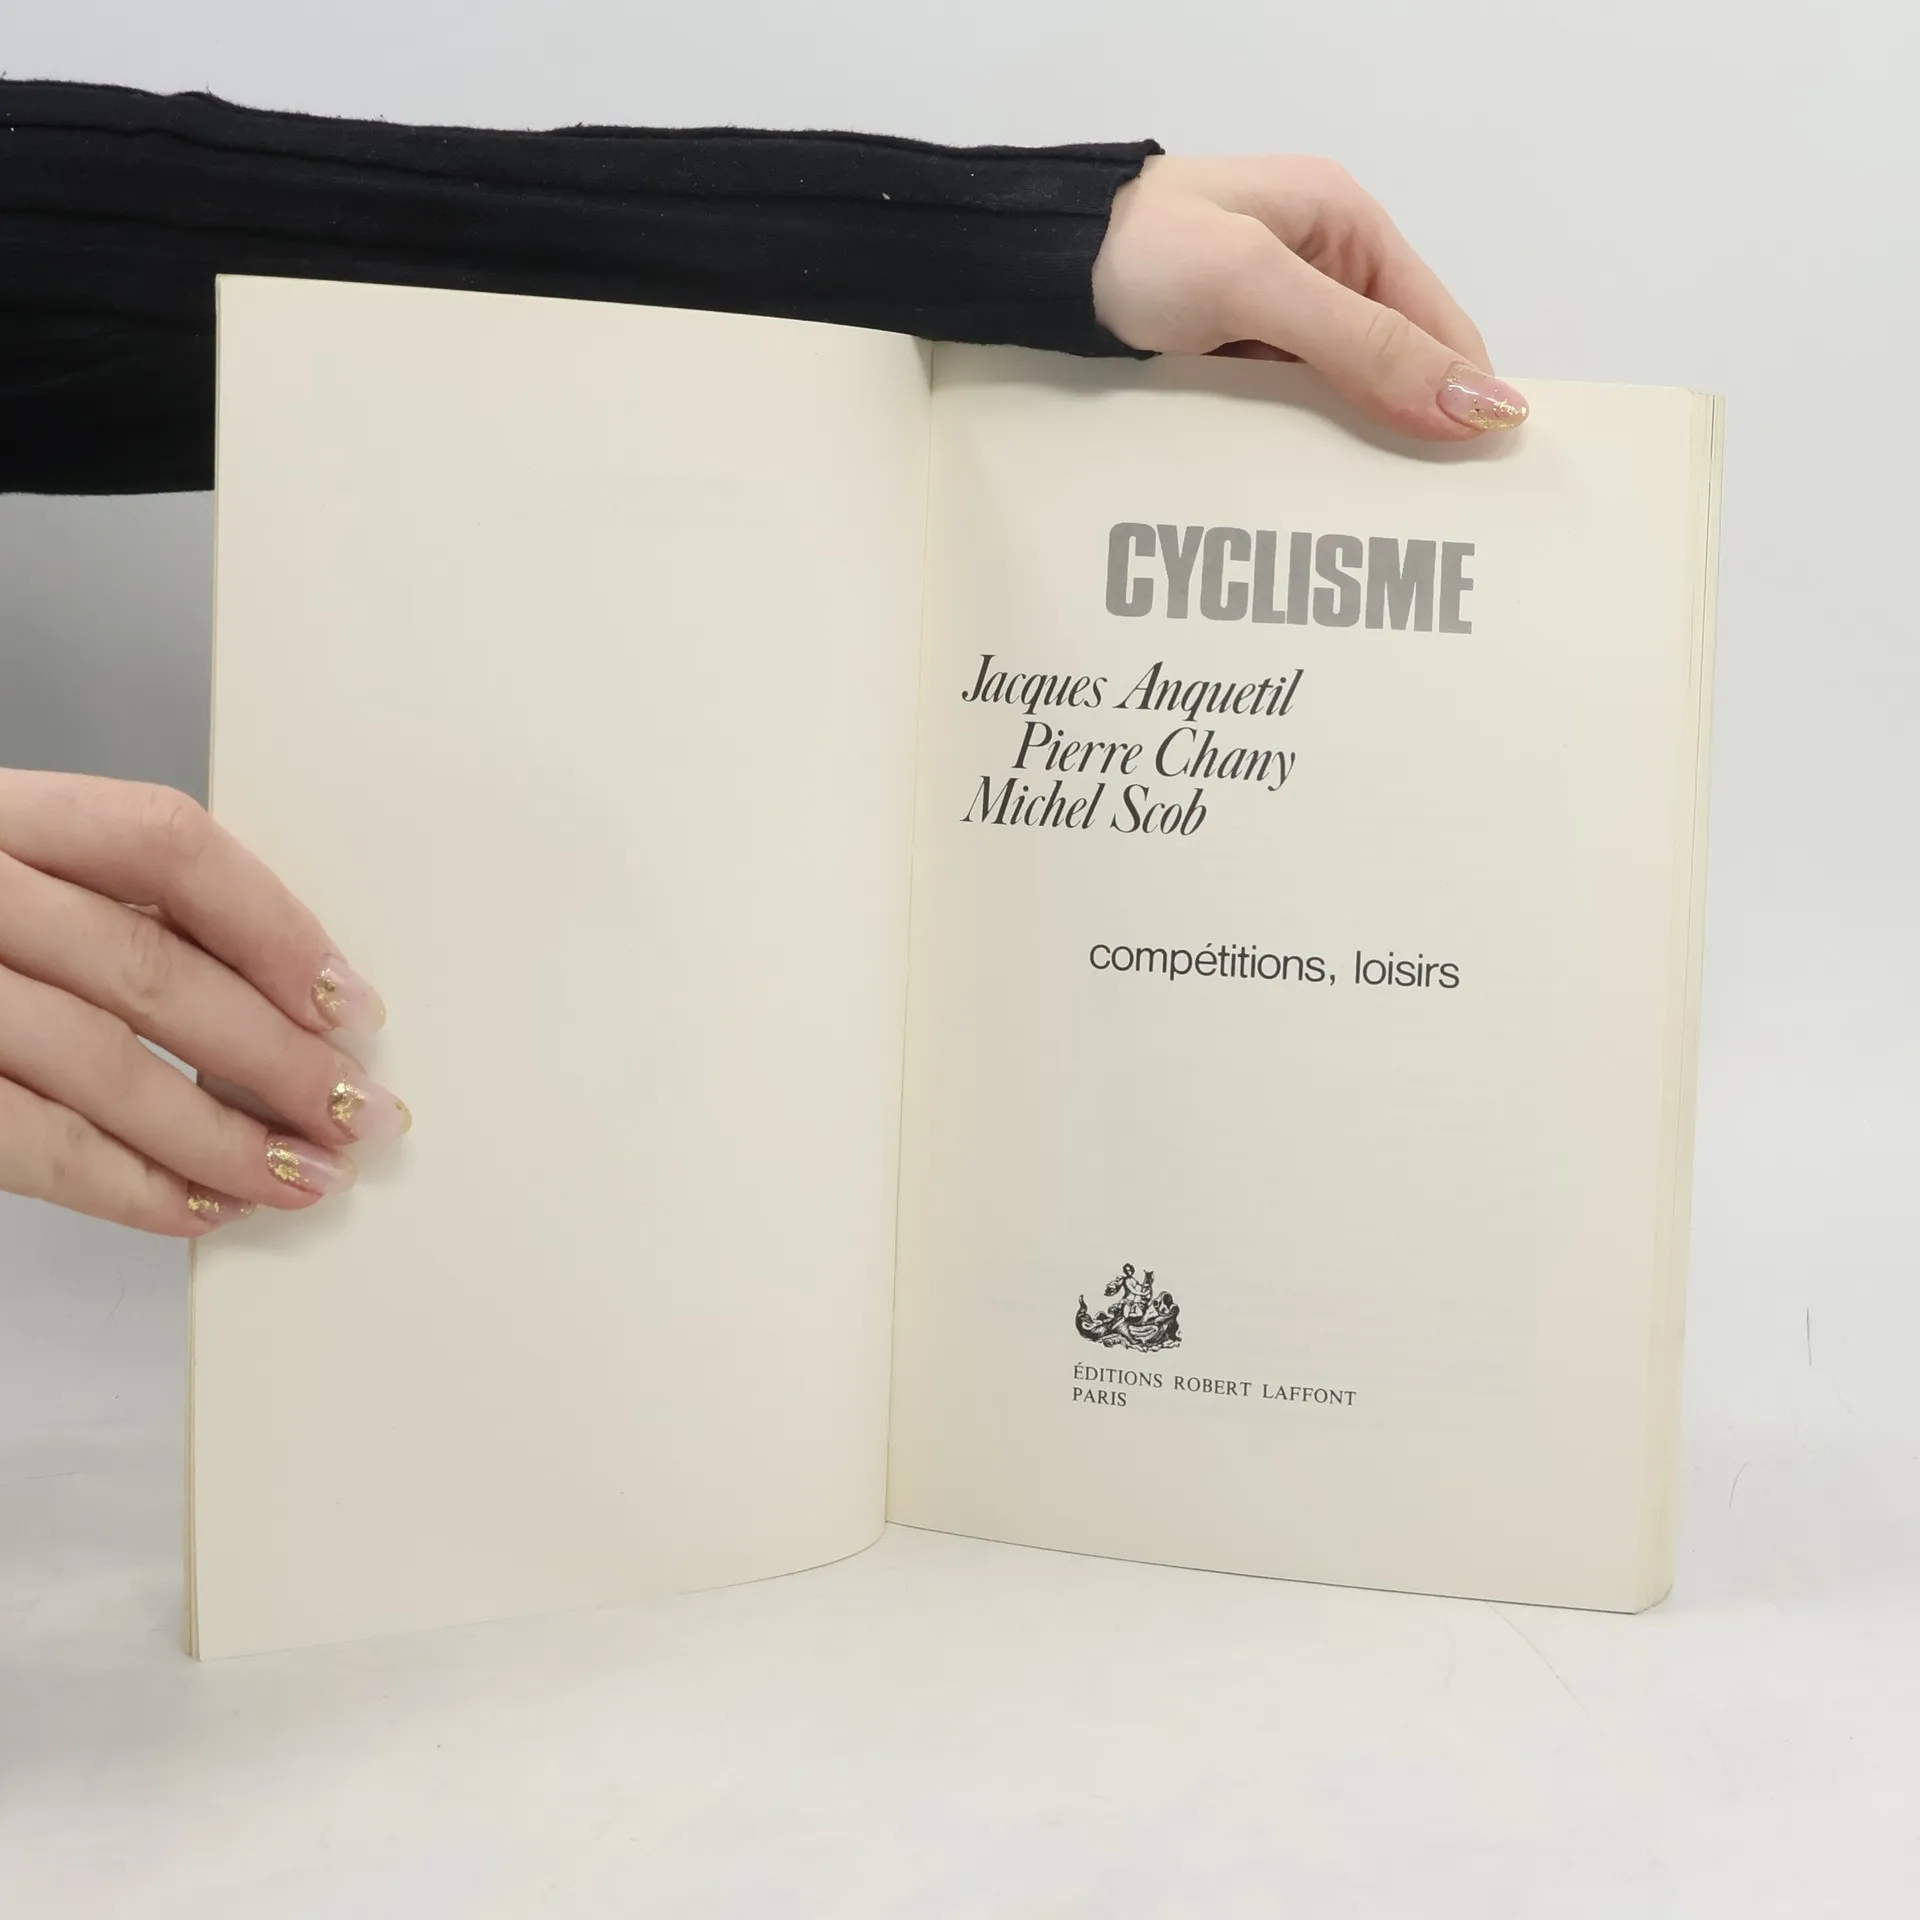 CYCLISME
Jacques Anquetil
Pierre Chany
Michel Scob
compétitions, loisirs
ÉDITIONS ROBERT LAFFONT
PARIS